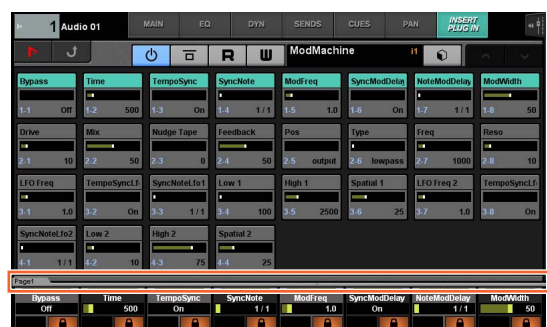 1 Audio 01 MAIN EQ DYN SENDS CUES PAN INSERT PLUG IN
R ModMachine i1
Bypass Time TempoSync SyncNote ModFreq SyncModDelay NoteModDelay ModWidth
1-1 Off 1-2 500 1-3 On 1-4 1 / 1 1-5 1.0 1-6 On 1-7 1 / 1 1-8 50
Drive Mix Nudge Tape Feedback Pos Type Freq Reso
2-1 10 2-2 50 2-3 0 2-4 50 2-5 output 2-6 lowpass 2-7 1000 2-8 10
LFO Freq TempoSyncLf SyncNoteLfo1 Low 1 High 1 Spatial 1 LFO Freq 2 TempoSyncLf
3-1 1.0 3-2 On 3-3 1 / 1 3-4 100 3-5 2500 3-6 25 3-7 1.0 3-8 On
SyncNoteLfo2 Low 2 High 2 Spatial 2
4-1 1 / 1 4-2 10 4-3 75 4-4 25
Page1
Bypass Time TempoSync SyncNote ModFreq SyncModDelay NoteModDelay ModWidth
Off 500 On 1 / 1 1.0 On 1 / 1 50